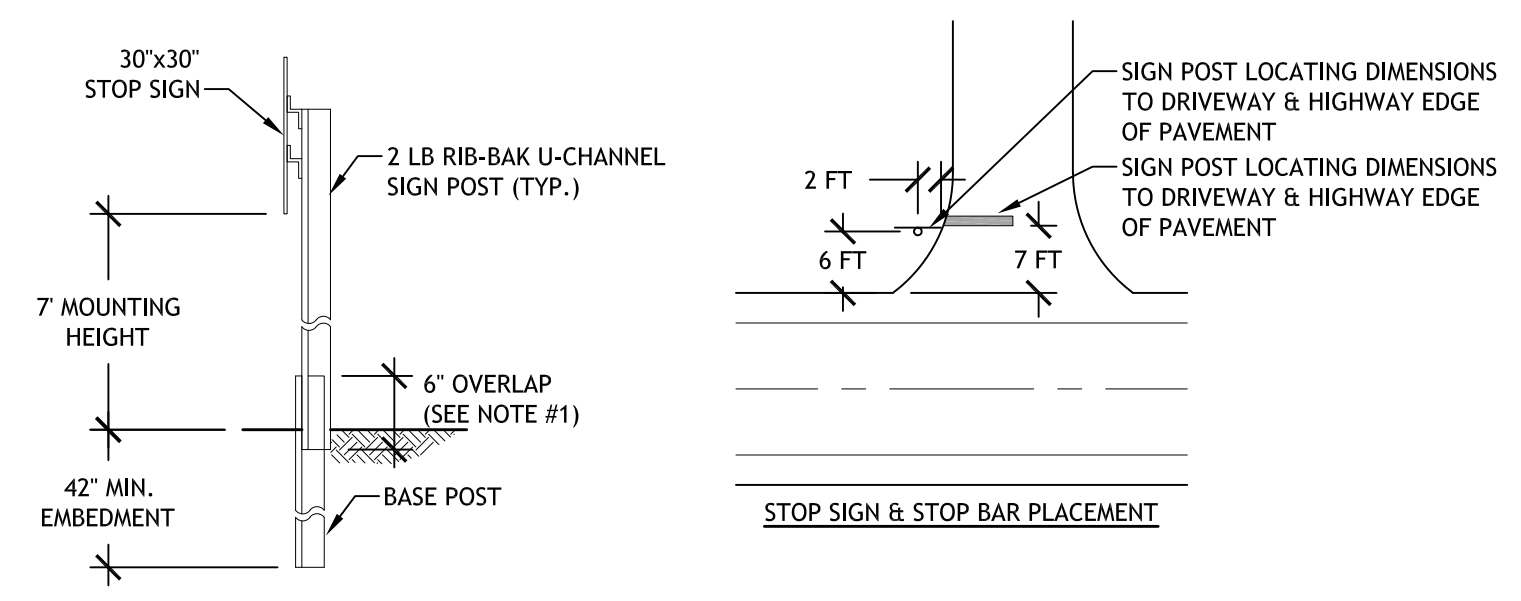 30"x30"
STOP SIGN
2 LB RIB-BAK U-CHANNEL
SIGN POST (TYP.)
7' MOUNTING
HEIGHT
6" OVERLAP
(SEE NOTE #1)
42" MIN.
EMBEDMENT
BASE POST
SIGN POST LOCATING DIMENSIONS
TO DRIVEWAY & HIGHWAY EDGE
OF PAVEMENT
SIGN POST LOCATING DIMENSIONS
TO DRIVEWAY & HIGHWAY EDGE
OF PAVEMENT
2 FT
6 FT
7 FT
STOP SIGN & STOP BAR PLACEMENT